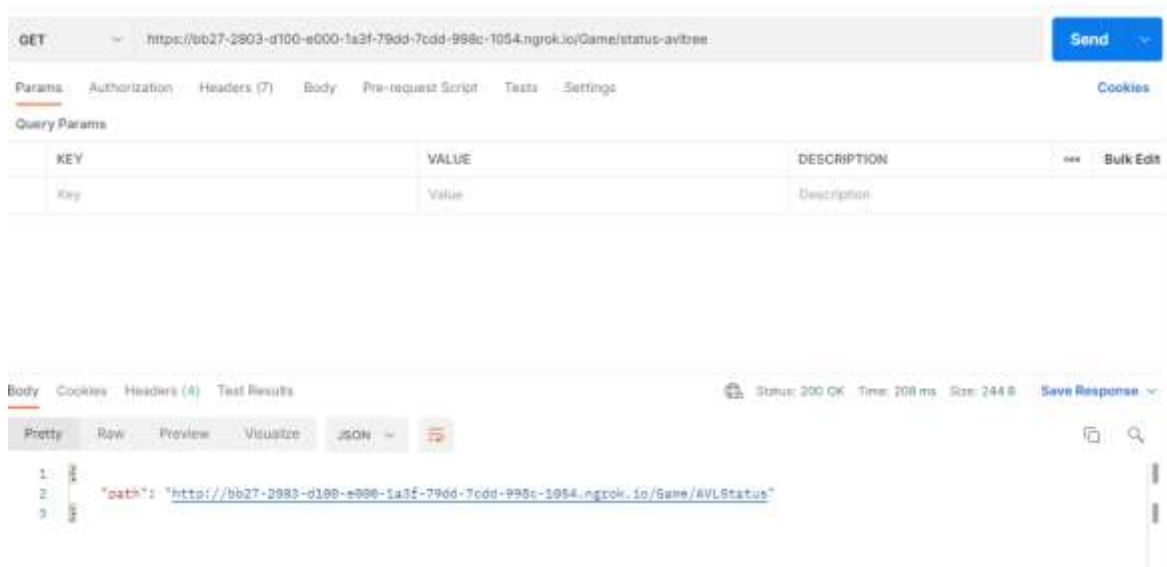 GET https://bb27-2803-d100-e000-1a3f-79dd-7cdd-998c-1054.ngrok.io/Game/status-avltree Send
Params Authorization Headers (7) Body Pre-request Script Tests Settings Cookies
Query Params
KEY VALUE DESCRIPTION ooo Bulk Edit
Key Value Description
Body Cookies Headers (4) Test Results Status: 200 OK Time: 208 ms Size: 244 B Save Response
Pretty Raw Preview Visualize JSON
1 {
2 "path": "http://bb27-2803-d100-e000-1a3f-79dd-7cdd-998c-1054.ngrok.io/Game/AVLStatus"
3 }